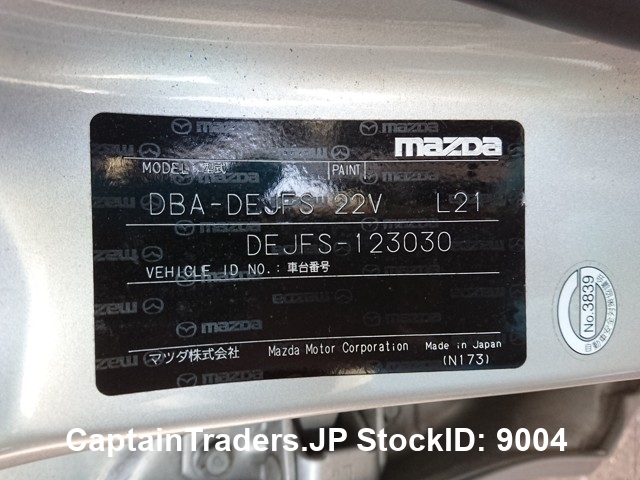 mazda
MODEL: 型式 PAINT
DBA-DEJFS 22V L21
DEJFS-123030
VEHICLE ID NO.: 車台番号
マツダ株式会社 Mazda Motor Corporation Made in Japan
(N173)
No.3839
CaptainTraders.JP StockID: 9004